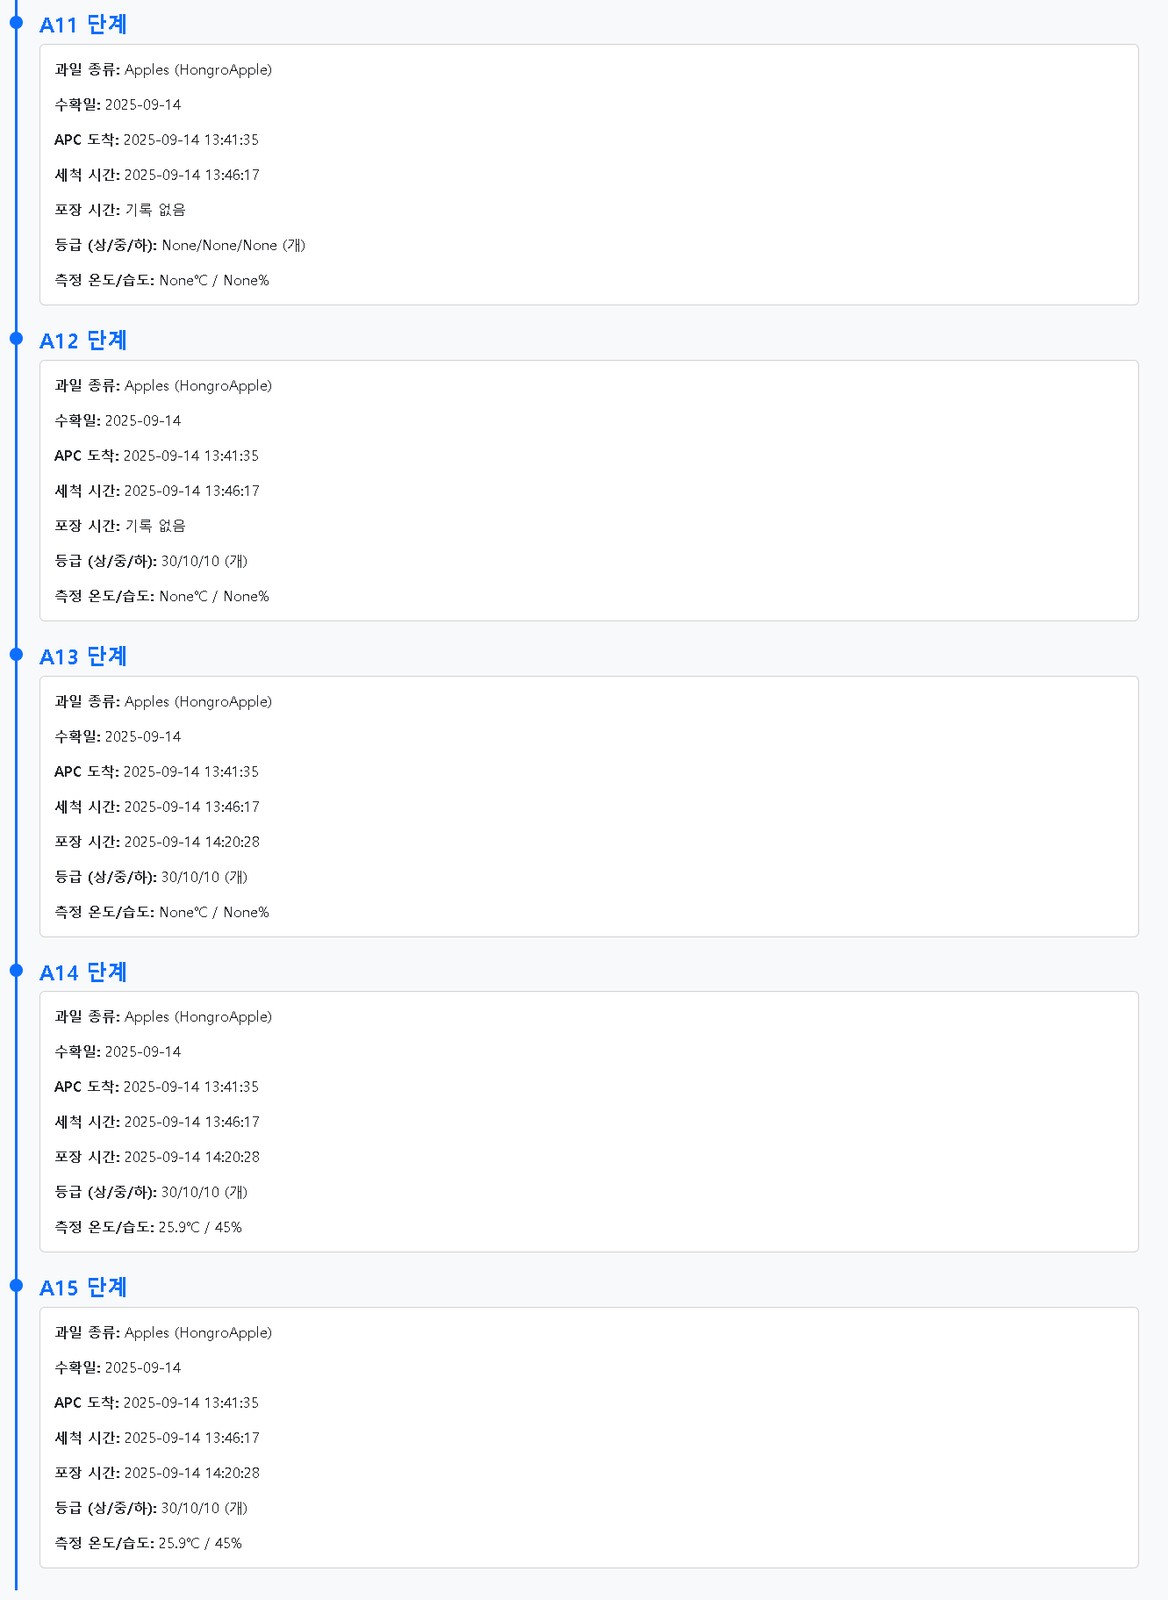 A11 단계
과일 종류: Apples (HongroApple)
수확일: 2025-09-14
APC 도착: 2025-09-14 13:41:35
세척 시간: 2025-09-14 13:46:17
포장 시간: 기록 없음
등급 (상/중/하): None/None/None (개)
측정 온도/습도: None℃ / None%
A12 단계
과일 종류: Apples (HongroApple)
수확일: 2025-09-14
APC 도착: 2025-09-14 13:41:35
세척 시간: 2025-09-14 13:46:17
포장 시간: 기록 없음
등급 (상/중/하): 30/10/10 (개)
측정 온도/습도: None℃ / None%
A13 단계
과일 종류: Apples (HongroApple)
수확일: 2025-09-14
APC 도착: 2025-09-14 13:41:35
세척 시간: 2025-09-14 13:46:17
포장 시간: 2025-09-14 14:20:28
등급 (상/중/하): 30/10/10 (개)
측정 온도/습도: None℃ / None%
A14 단계
과일 종류: Apples (HongroApple)
수확일: 2025-09-14
APC 도착: 2025-09-14 13:41:35
세척 시간: 2025-09-14 13:46:17
포장 시간: 2025-09-14 14:20:28
등급 (상/중/하): 30/10/10 (개)
측정 온도/습도: 25.9℃ / 45%
A15 단계
과일 종류: Apples (HongroApple)
수확일: 2025-09-14
APC 도착: 2025-09-14 13:41:35
세척 시간: 2025-09-14 13:46:17
포장 시간: 2025-09-14 14:20:28
등급 (상/중/하): 30/10/10 (개)
측정 온도/습도: 25.9℃ / 45%